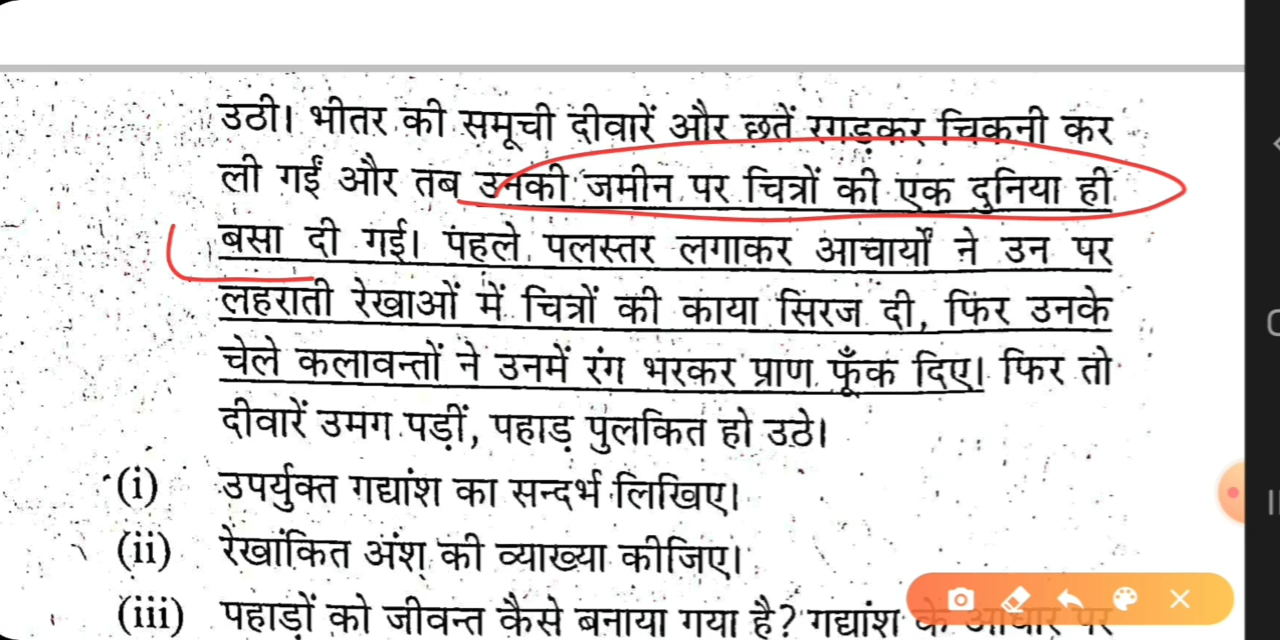 उठी। भीतर की समूची दीवारें और छतें रगड़कर चिकनी कर
ली गईं और तब उनकी जमीन पर चित्रों की एक दुनिया ही
बसा दी गई। पहले पलस्तर लगाकर आचार्यों ने उन पर
लहराती रेखाओं में चित्रों की काया सिरज दी, फिर उनके
चेले कलावन्तों ने उनमें रंग भरकर प्राण फूँक दिए। फिर तो
दीवारें उमग पड़ीं, पहाड़ पुलकित हो उठे।
(i) उपर्युक्त गद्यांश का सन्दर्भ लिखिए।
(ii) रेखांकित अंश की व्याख्या कीजिए।
(iii) पहाड़ों को जीवन्त कैसे बनाया गया है? गद्यांश के आधार पर